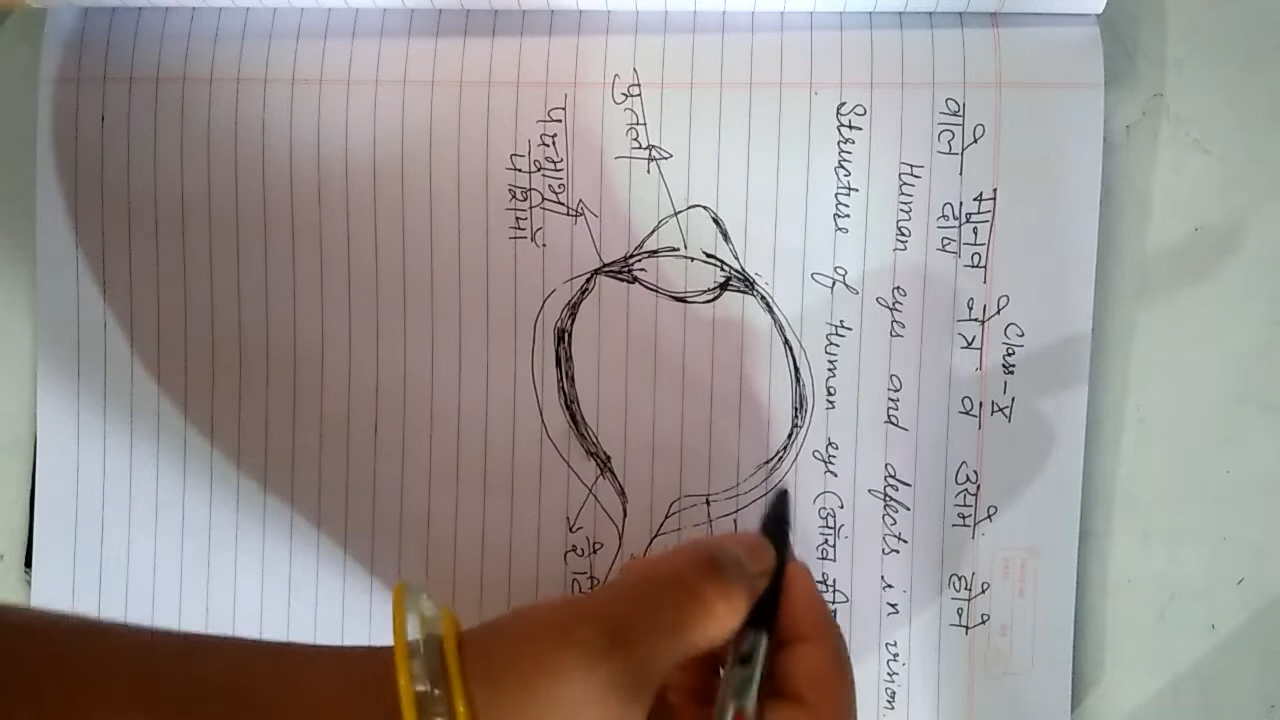 Class-X
मानव नेत्र व उसमे होने
वाले दोष
Human eyes and defects in vision.
Structure of Human eye (आँख की
पुतली
पक्ष्माभी